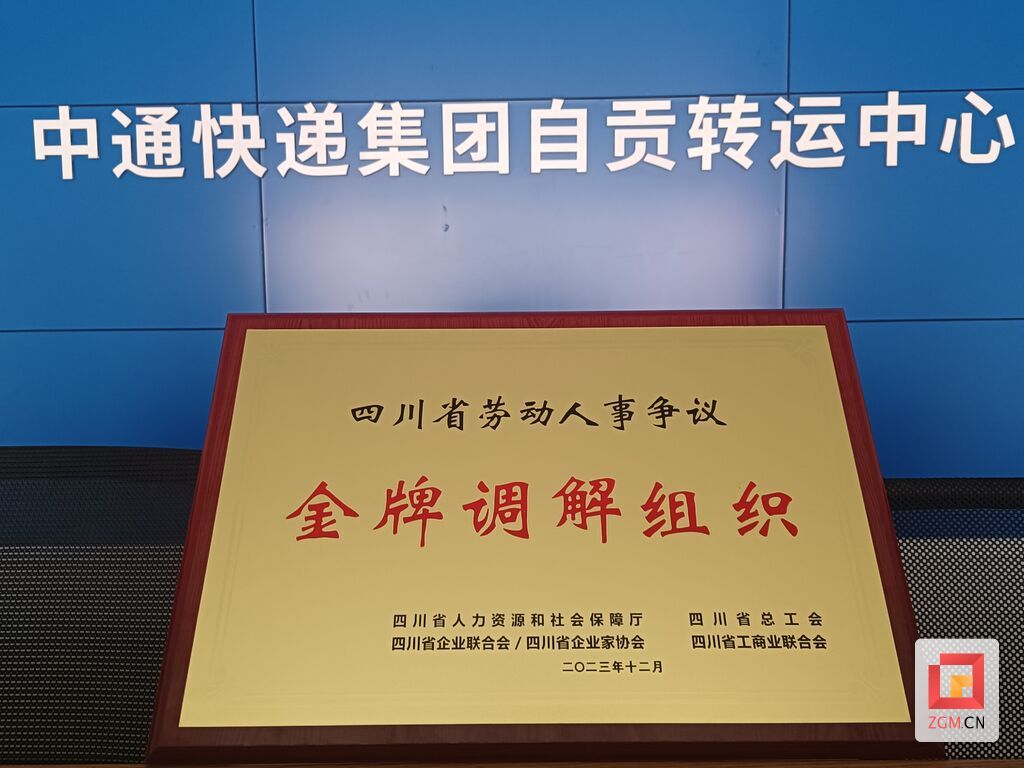 中通快递集团自贡转运中心
四川省劳动人事争议
金牌调解组织
四川省人力资源和社会保障厅 四川省总工会
四川省企业联合会/四川省企业家协会 四川省工商业联合会
二〇二三年十二月
ZGM.CN